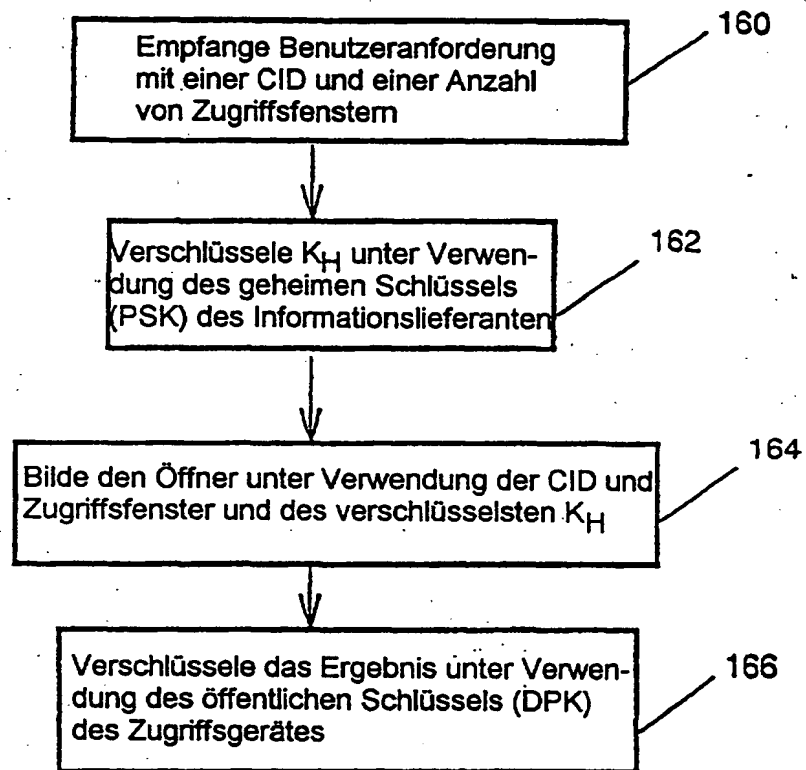 160
Empfange Benutzeranforderung
mit einer CID und einer Anzahl
von Zugriffsfenstern
162
Verschlüssele K_H unter Verwen-
dung des geheimen Schlüssels
(PSK) des Informationslieferanten
164
Bilde den Öffner unter Verwendung der CID und
Zugriffsfenster und des verschlüsselsten K_H
166
Verschlüssele das Ergebnis unter Verwen-
dung des öffentlichen Schlüssels (DPK)
des Zugriffsgerätes